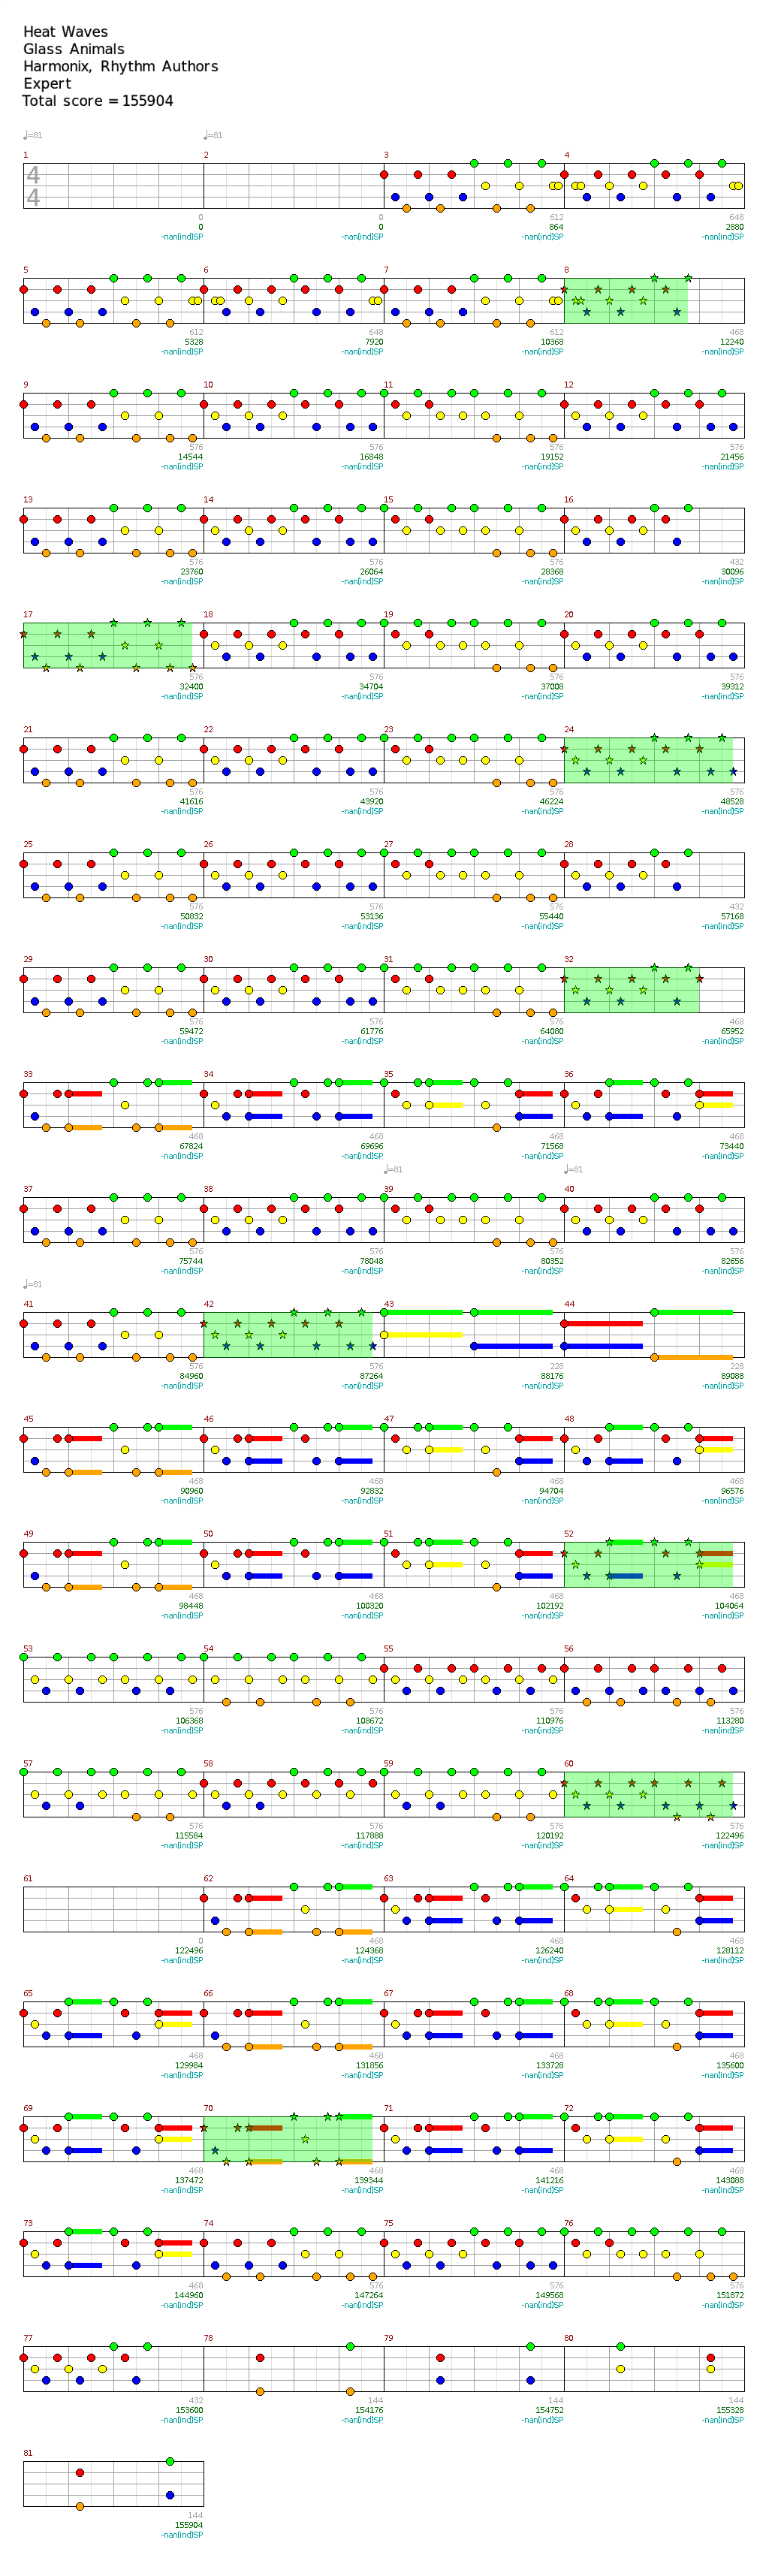 Heat Waves
Glass Animals
Harmonix, Rhythm Authors
Expert
Total score = 155904
♩=81 ♩=81
1 2 3 4
4
4
0 0 612 648
0 0 864 2880
-nan(ind)SP -nan(ind)SP -nan(ind)SP -nan(ind)SP
5 6 7 8
612 648 612 468
5328 7920 10368 12240
-nan(ind)SP -nan(ind)SP -nan(ind)SP -nan(ind)SP
9 10 11 12
576 576 576 576
14544 16848 19152 21456
-nan(ind)SP -nan(ind)SP -nan(ind)SP -nan(ind)SP
13 14 15 16
576 576 576 432
23760 26064 28368 30096
-nan(ind)SP -nan(ind)SP -nan(ind)SP -nan(ind)SP
17 18 19 20
576 576 576 576
32400 34704 37008 39312
-nan(ind)SP -nan(ind)SP -nan(ind)SP -nan(ind)SP
21 22 23 24
576 576 576 576
41616 43920 46224 48528
-nan(ind)SP -nan(ind)SP -nan(ind)SP -nan(ind)SP
25 26 27 28
576 576 576 432
50832 53136 55440 57168
-nan(ind)SP -nan(ind)SP -nan(ind)SP -nan(ind)SP
29 30 31 32
576 576 576 468
59472 61776 64080 65952
-nan(ind)SP -nan(ind)SP -nan(ind)SP -nan(ind)SP
33 34 35 36
468 468 468 468
67824 69696 71568 73440
-nan(ind)SP -nan(ind)SP -nan(ind)SP -nan(ind)SP
♩=81 ♩=81
37 38 39 40
576 576 576 576
75744 78048 80352 82656
-nan(ind)SP -nan(ind)SP -nan(ind)SP -nan(ind)SP
♩=81
41 42 43 44
576 576 228 228
84960 87264 88176 89088
-nan(ind)SP -nan(ind)SP -nan(ind)SP -nan(ind)SP
45 46 47 48
468 468 468 468
90960 92832 94704 96576
-nan(ind)SP -nan(ind)SP -nan(ind)SP -nan(ind)SP
49 50 51 52
468 468 468 468
98448 100320 102192 104064
-nan(ind)SP -nan(ind)SP -nan(ind)SP -nan(ind)SP
53 54 55 56
576 576 576 576
106368 108672 110976 113280
-nan(ind)SP -nan(ind)SP -nan(ind)SP -nan(ind)SP
57 58 59 60
576 576 576 576
115584 117888 120192 122496
-nan(ind)SP -nan(ind)SP -nan(ind)SP -nan(ind)SP
61 62 63 64
0 468 468 468
122496 124368 126240 128112
-nan(ind)SP -nan(ind)SP -nan(ind)SP -nan(ind)SP
65 66 67 68
468 468 468 468
129984 131856 133728 135600
-nan(ind)SP -nan(ind)SP -nan(ind)SP -nan(ind)SP
69 70 71 72
468 468 468 468
137472 139344 141216 143088
-nan(ind)SP -nan(ind)SP -nan(ind)SP -nan(ind)SP
73 74 75 76
468 576 576 576
144960 147264 149568 151872
-nan(ind)SP -nan(ind)SP -nan(ind)SP -nan(ind)SP
77 78 79 80
432 144 144 144
153600 154176 154752 155328
-nan(ind)SP -nan(ind)SP -nan(ind)SP -nan(ind)SP
81
144
155904
-nan(ind)SP